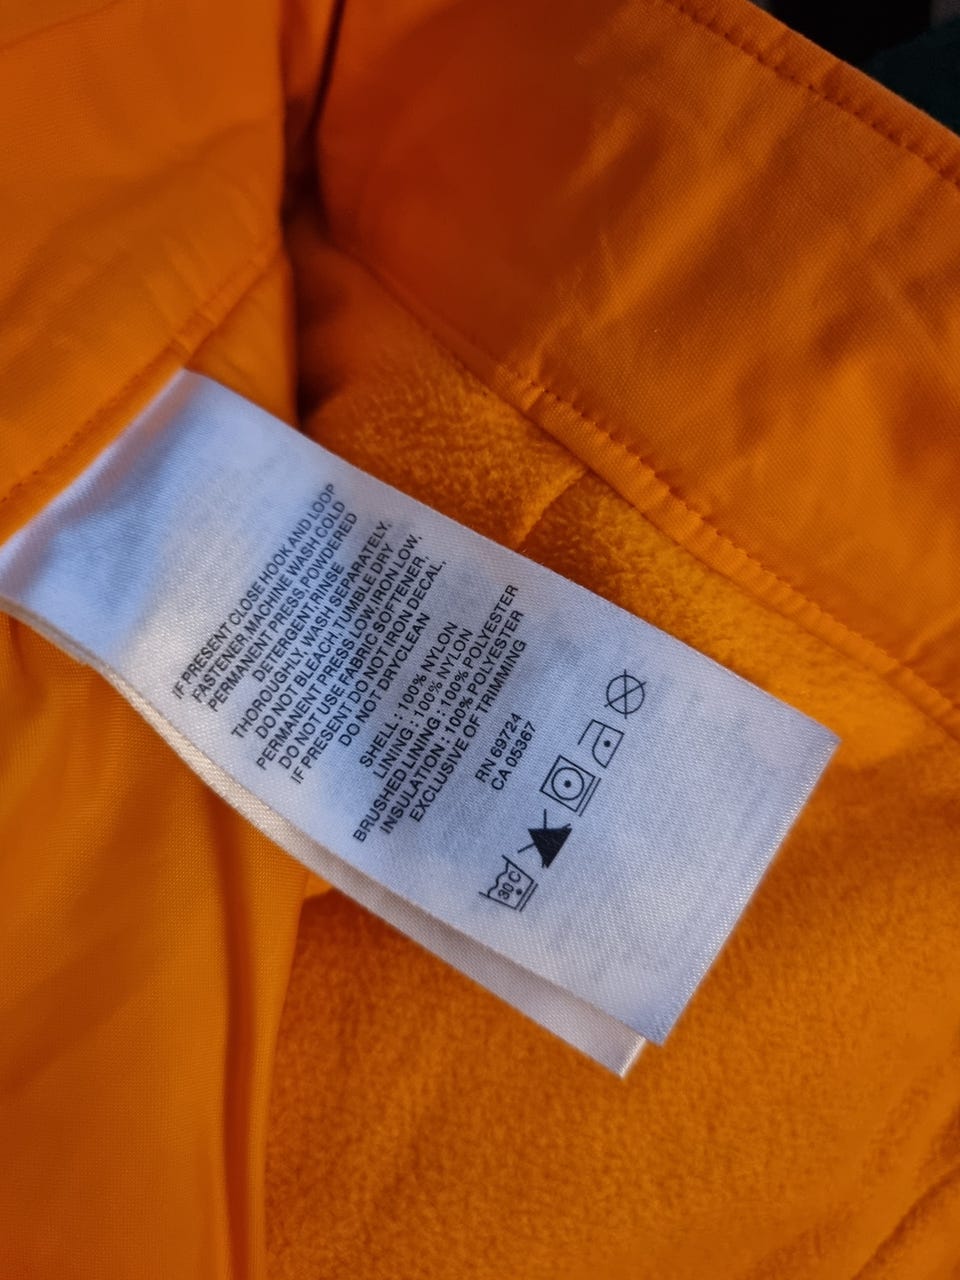 IF PRESENT CLOSE HOOK AND LOOP
FASTENER, MACHINE WASH COLD
PERMANENT PRESS, POWDERED
DETERGENT, RINSE
THOROUGHLY, WASH SEPARATELY.
DO NOT BLEACH, TUMBLE DRY
PERMANENT PRESS LOW, IRON LOW,
DO NOT USE FABRIC SOFTENER.
IF PRESENT DO NOT IRON DECAL.
DO NOT DRYCLEAN
SHELL : 100% NYLON
LINING : 100% NYLON
BRUSHED LINING : 100% POLYESTER
INSULATION : 100% POLYESTER
EXCLUSIVE OF TRIMMING
RN 69724
CA 05367
30 C